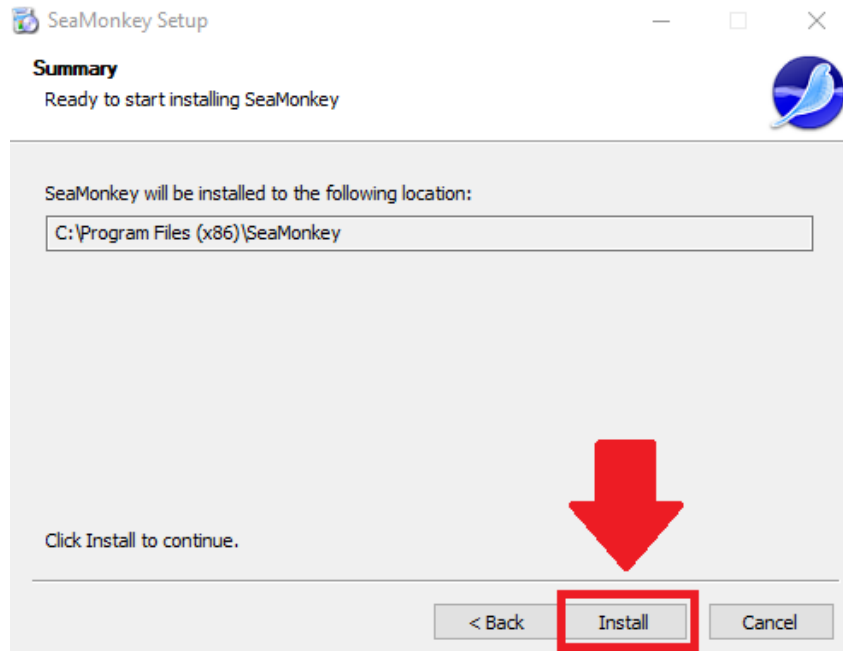 SeaMonkey Setup
Summary
Ready to start installing SeaMonkey
SeaMonkey will be installed to the following location:
C:\Program Files (x86)\SeaMonkey
Click Install to continue.
< Back Install Cancel